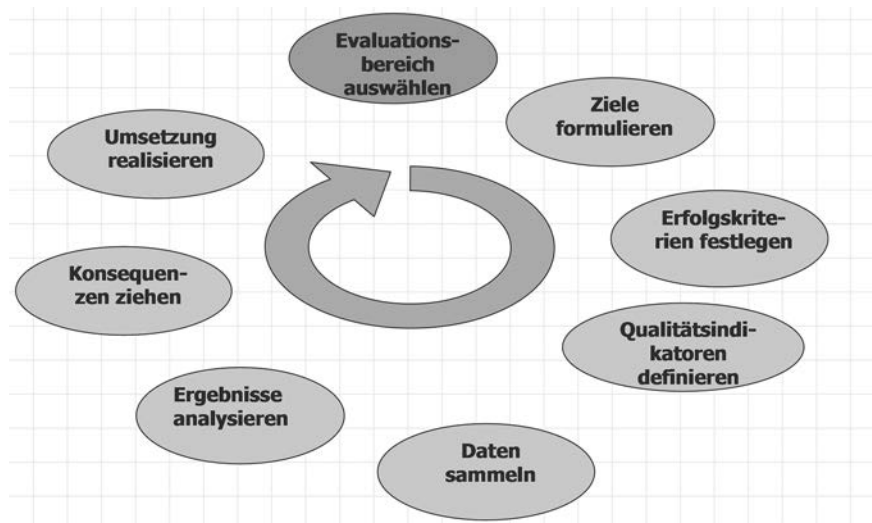 Evaluations-
bereich
auswählen
Ziele
formulieren
Erfolgskrite-
rien festlegen
Qualitätsindi-
katoren
definieren
Daten
sammeln
Ergebnisse
analysieren
Konsequen-
zen ziehen
Umsetzung
realisieren